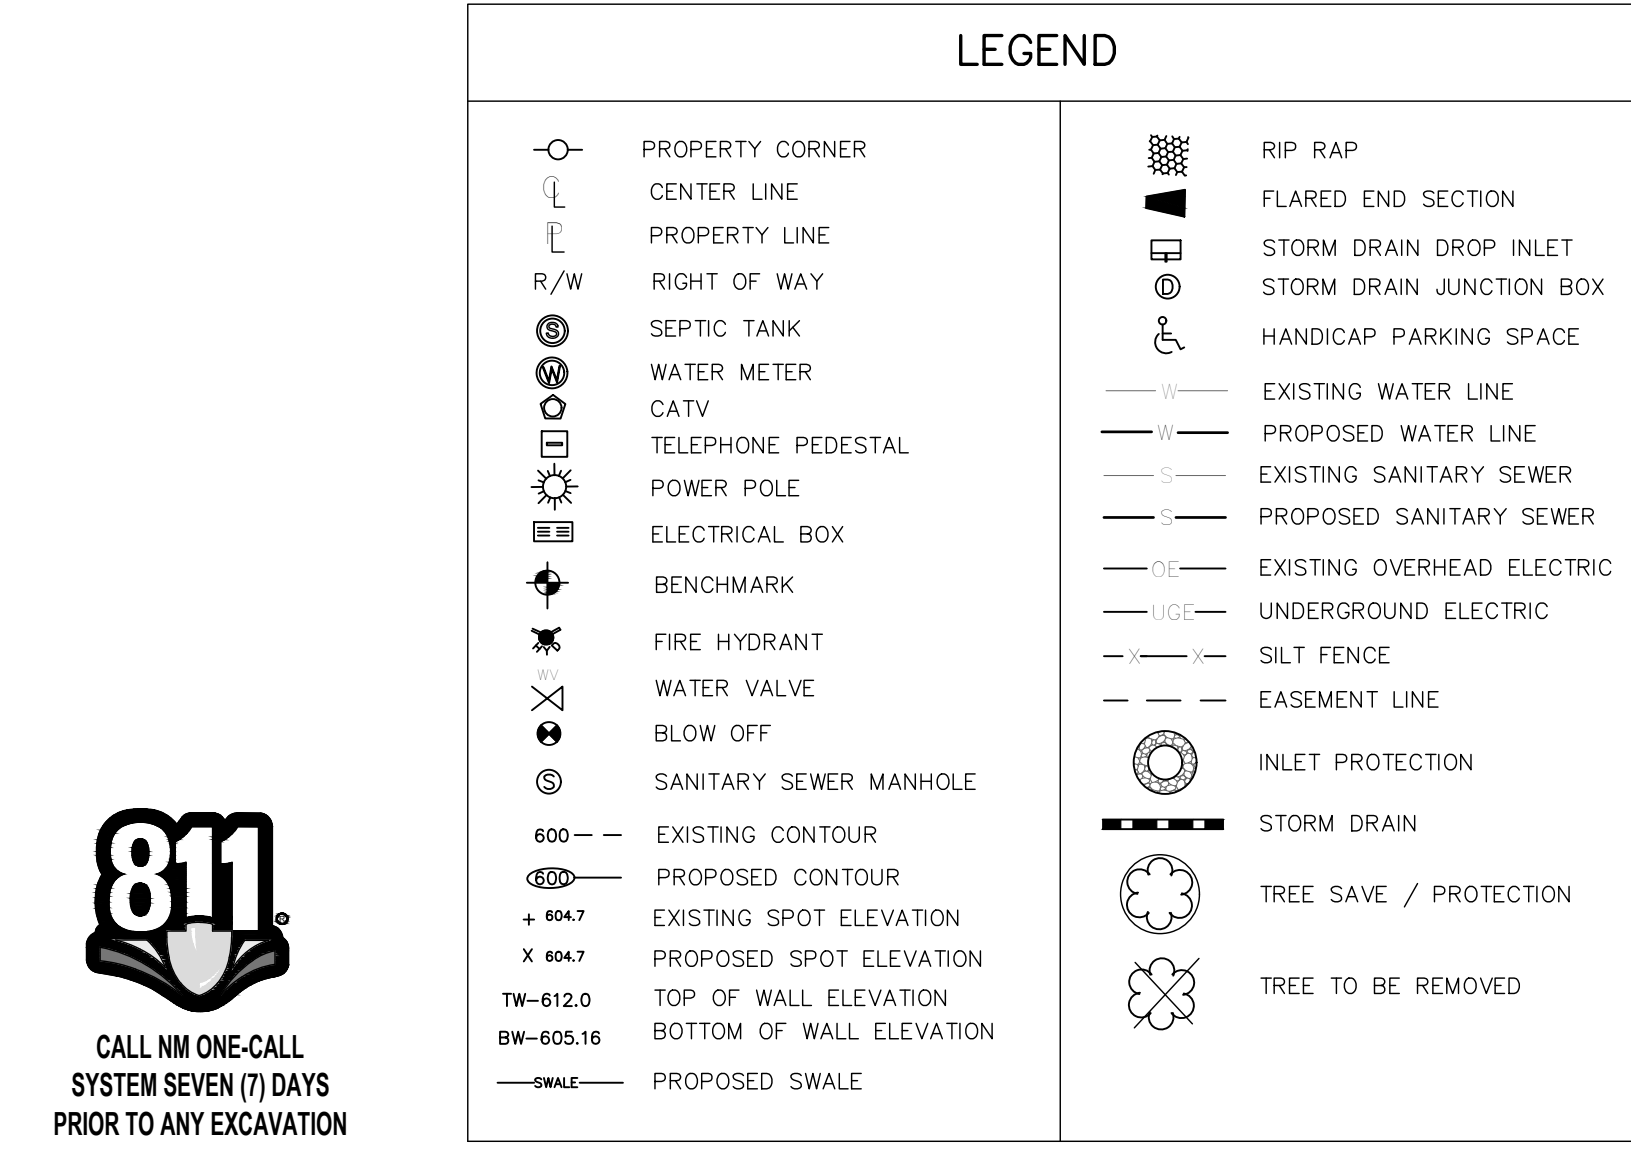 LEGEND
PROPERTY CORNER
CL CENTER LINE
PL PROPERTY LINE
R/W RIGHT OF WAY
S SEPTIC TANK
W WATER METER
CATV
TELEPHONE PEDESTAL
POWER POLE
ELECTRICAL BOX
BENCHMARK
FIRE HYDRANT
WV
WATER VALVE
BLOW OFF
S SANITARY SEWER MANHOLE
600 EXISTING CONTOUR
600 PROPOSED CONTOUR
+ 604.7 EXISTING SPOT ELEVATION
X 604.7 PROPOSED SPOT ELEVATION
TW-612.0 TOP OF WALL ELEVATION
BW-605.16 BOTTOM OF WALL ELEVATION
SWALE PROPOSED SWALE
RIP RAP
FLARED END SECTION
STORM DRAIN DROP INLET
D STORM DRAIN JUNCTION BOX
HANDICAP PARKING SPACE
W EXISTING WATER LINE
W PROPOSED WATER LINE
S EXISTING SANITARY SEWER
S PROPOSED SANITARY SEWER
OE EXISTING OVERHEAD ELECTRIC
UGE UNDERGROUND ELECTRIC
X X SILT FENCE
EASEMENT LINE
INLET PROTECTION
STORM DRAIN
TREE SAVE / PROTECTION
TREE TO BE REMOVED
811®
CALL NM ONE-CALL
SYSTEM SEVEN (7) DAYS
PRIOR TO ANY EXCAVATION